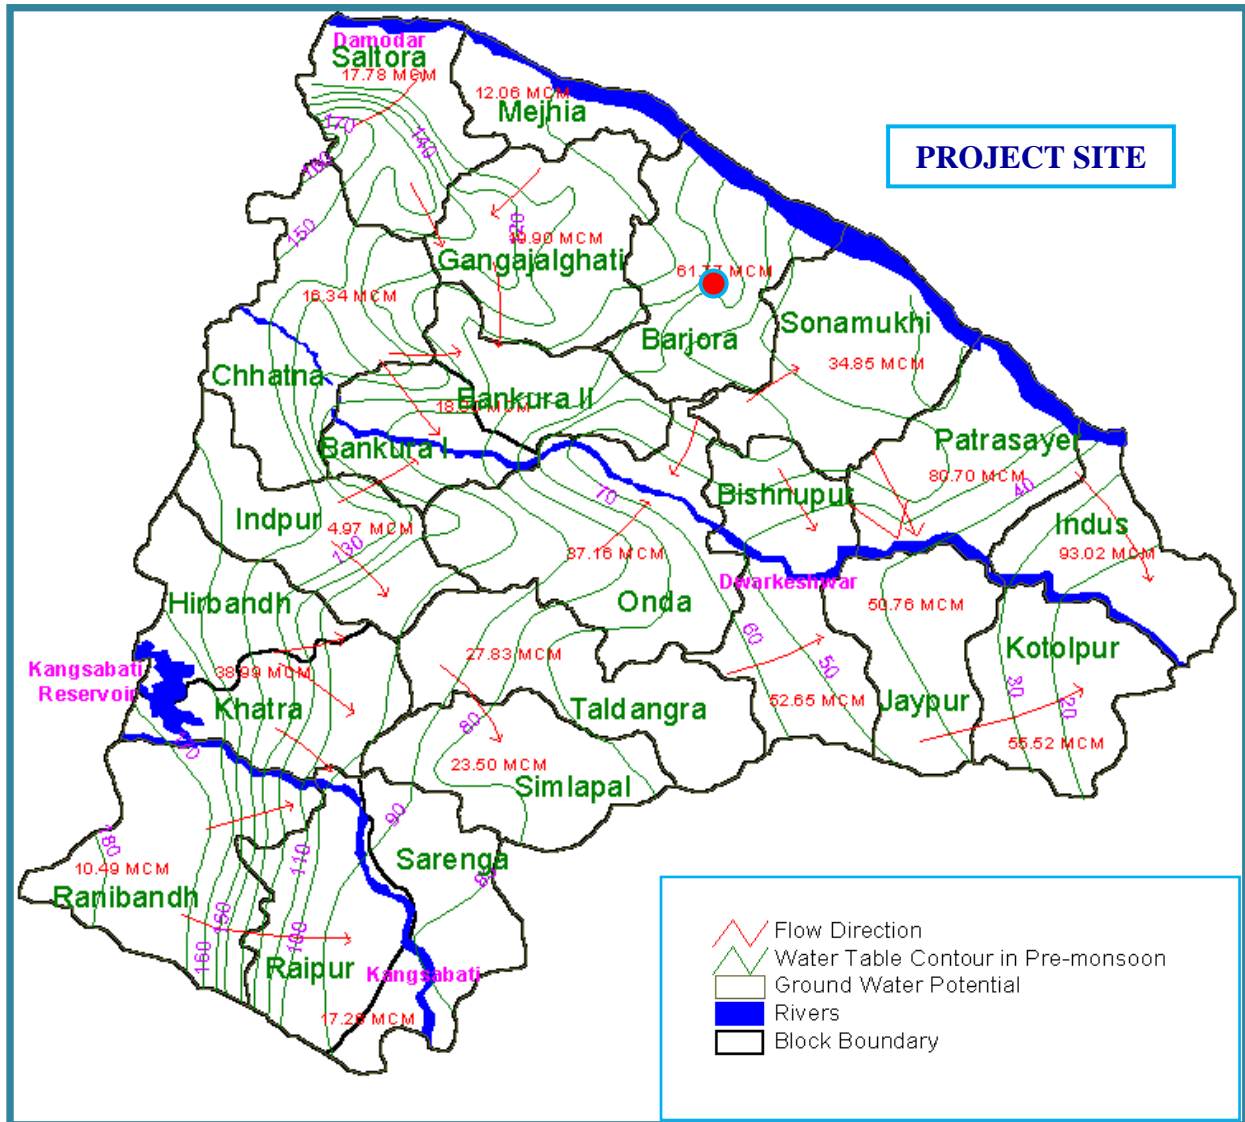 Damodar
Saltora
17.78 MCM
12.06 MCM
Mejhia
PROJECT SITE
170
140
150
19.90 MCM
Gangajalghati
61.77 MCM
16.34 MCM
Barjora
Sonamukhi
34.85 MCM
Chhatna
Bankura II
Bankura I
Patrasayer
80.70 MCM
40
70
Bishnupur
Indpur
4.97 MCM
130
37.16 MCM
Indus
93.02 MCM
Dwarkeshwar
Hirbandh
Onda
50.76 MCM
60
50
Kotolpur
27.83 MCM
Kangsabati
Reservoir
38.99 MCM
Khatra
Taldangra
52.65 MCM
Jaypur
30
20
80
55.52 MCM
23.50 MCM
Simlapal
90
Sarenga
110
10.49 MCM
Ranibandh
160
150
100
Raipur
Kangsabati
17.28 MCM
Flow Direction
Water Table Contour in Pre-monsoon
Ground Water Potential
Rivers
Block Boundary